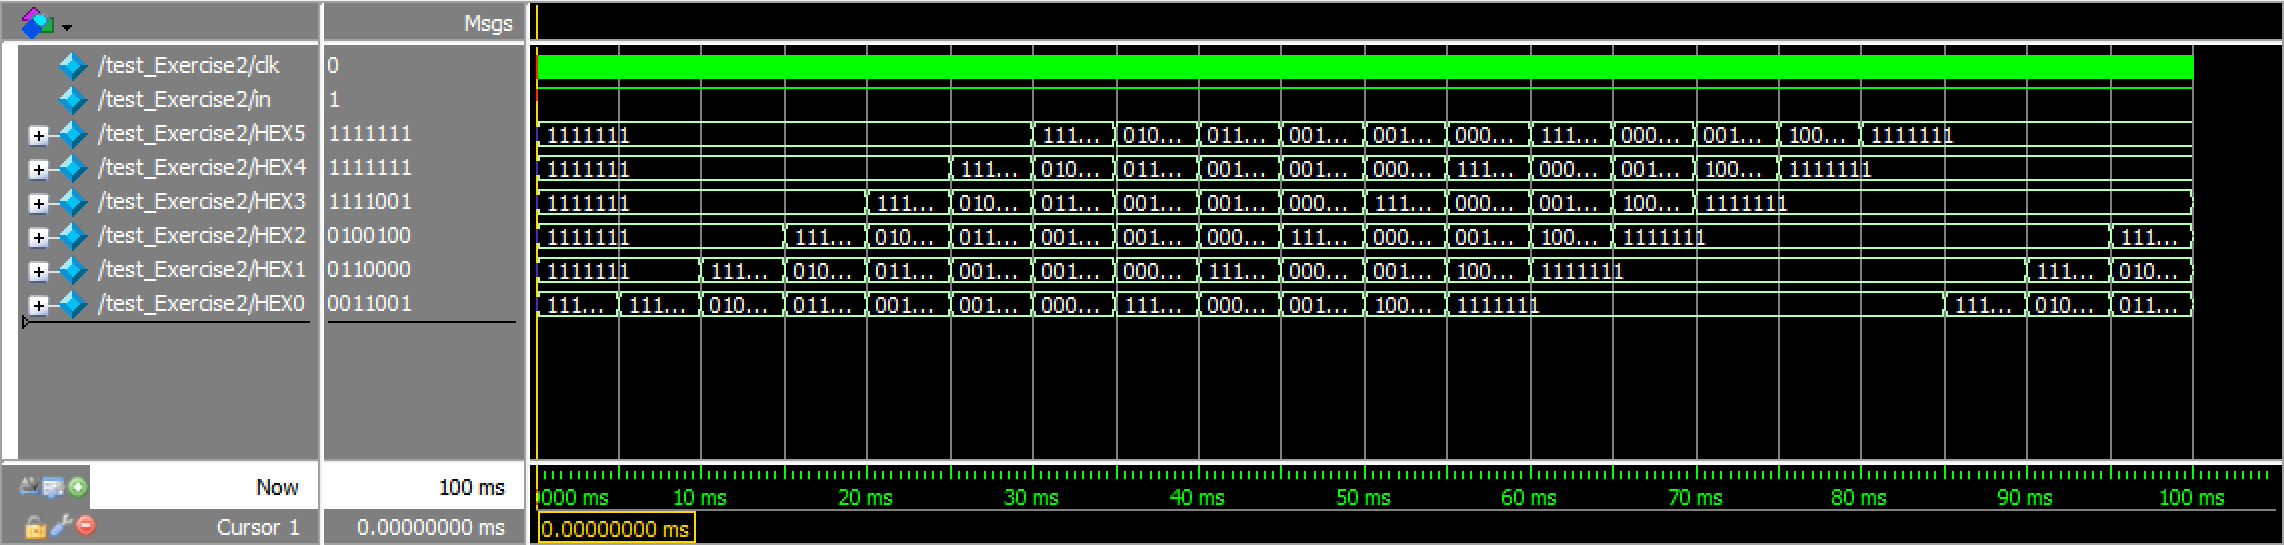 Msgs
/test_Exercise2/clk 0
/test_Exercise2/in 1
/test_Exercise2/HEX5 1111111 1111111 111... 010... 011... 001... 001... 000... 111... 000... 001... 100... 1111111
/test_Exercise2/HEX4 1111111 1111111 111... 010... 011... 001... 001... 000... 111... 000... 001... 100... 1111111
/test_Exercise2/HEX3 1111001 1111111 111... 010... 011... 001... 001... 000... 111... 000... 001... 100... 1111111
/test_Exercise2/HEX2 0100100 1111111 111... 010... 011... 001... 001... 000... 111... 000... 001... 100... 1111111 111...
/test_Exercise2/HEX1 0110000 1111111 111... 010... 011... 001... 001... 000... 111... 000... 001... 100... 1111111 111... 010...
/test_Exercise2/HEX0 0011001 111... 111... 010... 011... 001... 001... 000... 111... 000... 001... 100... 1111111 111... 010... 011...
Now 100 ms 0000 ms 10 ms 20 ms 30 ms 40 ms 50 ms 60 ms 70 ms 80 ms 90 ms 100 ms
Cursor 1 0.00000000 ms 0.00000000 ms